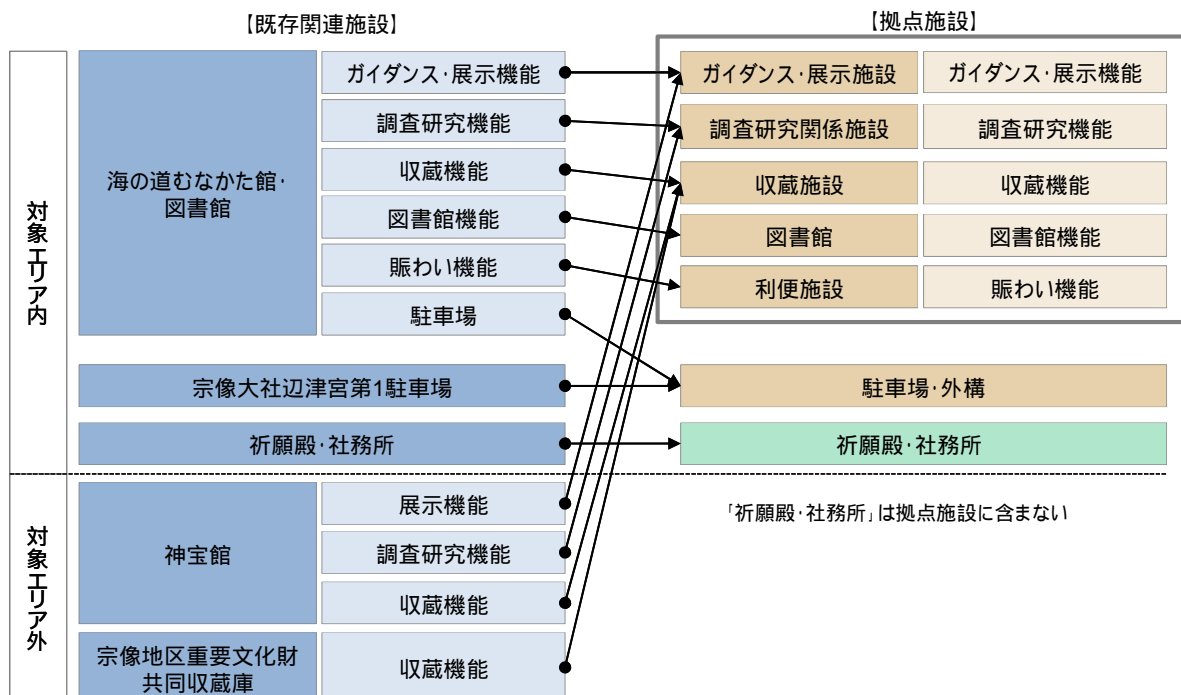 【既存関連施設】
【拠点施設】
対象エリア内
海の道むなかた館・
図書館
ガイダンス・展示機能
調査研究機能
収蔵機能
図書館機能
賑わい機能
駐車場
宗像大社辺津宮第1駐車場
祈願殿・社務所
ガイダンス・展示施設
ガイダンス・展示機能
調査研究関係施設
調査研究機能
収蔵施設
収蔵機能
図書館
図書館機能
利便施設
賑わい機能
駐車場・外構
祈願殿・社務所
対象エリア外
神宝館
展示機能
調査研究機能
収蔵機能
宗像地区重要文化財
共同収蔵庫
収蔵機能
「祈願殿・社務所」は拠点施設に含まない